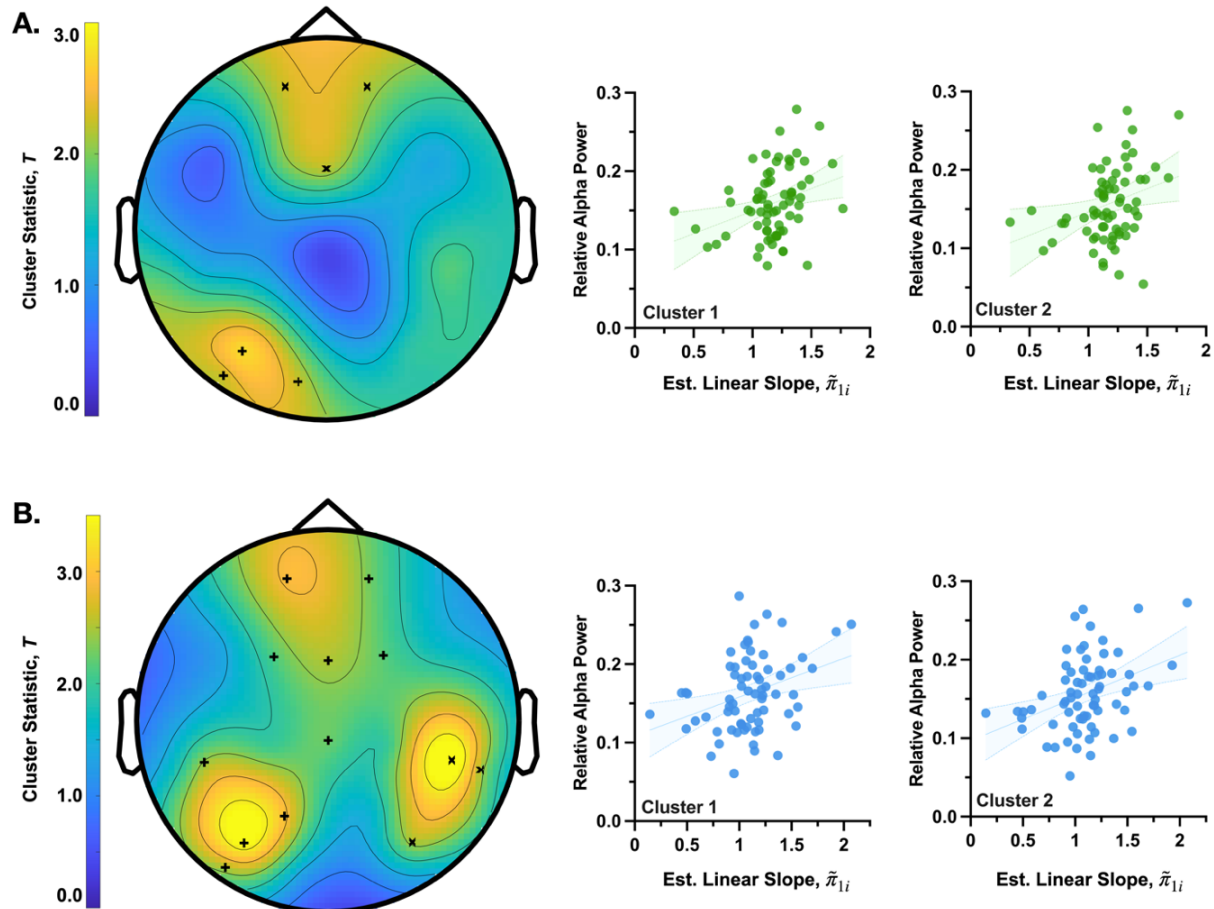 A.
3.0
2.0
1.0
0.0
Cluster Statistic, T
Relative Alpha Power
0.3
0.2
0.1
0.0
Cluster 1
0 0.5 1 1.5 2
Est. Linear Slope, π̃1i
Relative Alpha Power
0.3
0.2
0.1
0.0
Cluster 2
0 0.5 1 1.5 2
Est. Linear Slope, π̃1i
B.
3.0
2.0
1.0
0.0
Cluster Statistic, T
Relative Alpha Power
0.3
0.2
0.1
0.0
Cluster 1
0 0.5 1 1.5 2
Est. Linear Slope, π̃1i
Relative Alpha Power
0.3
0.2
0.1
0.0
Cluster 2
0 0.5 1 1.5 2
Est. Linear Slope, π̃1i